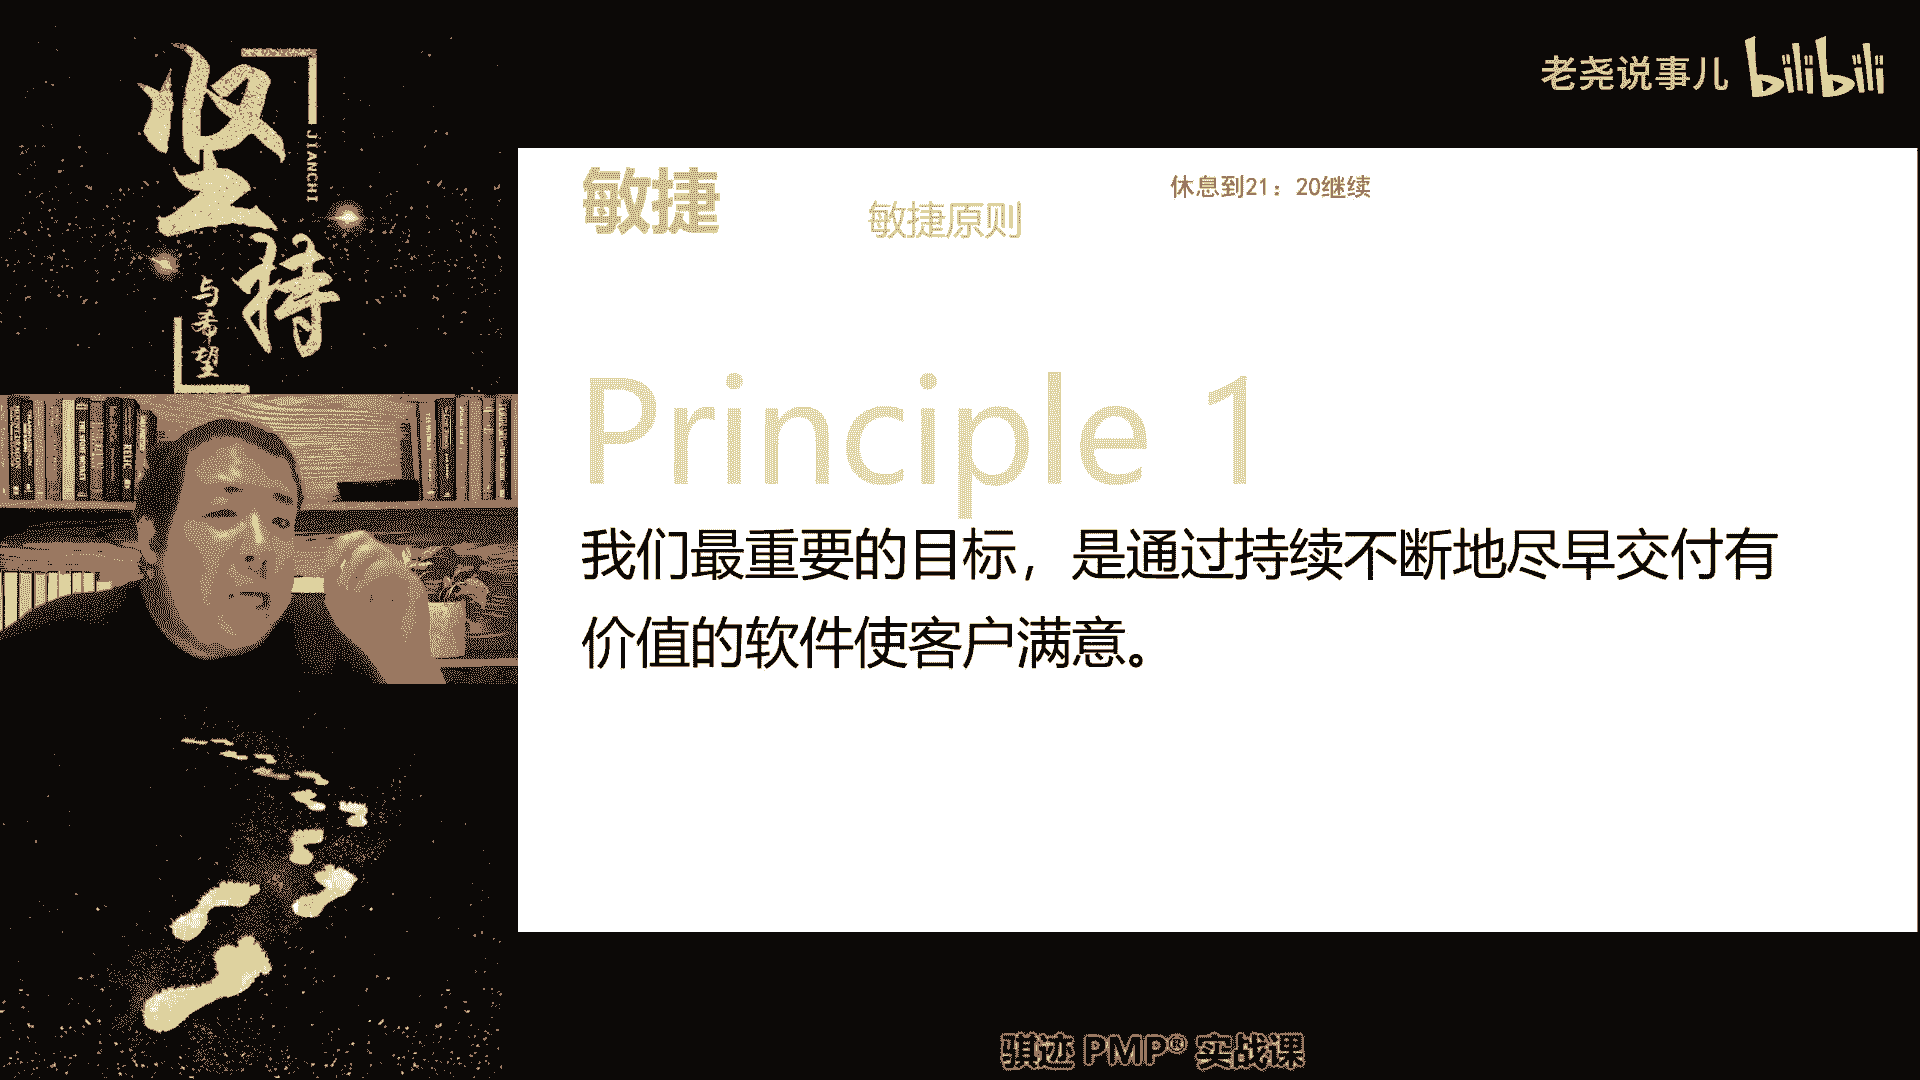 坚持
JIANCHI
与希望
老尧说事儿 bilibili
敏捷
敏捷原则
休息到21：20继续
Principle 1
我们最重要的目标，是通过持续不断地尽早交付有
价值的软件使客户满意。
骐迹 PMP® 实战课